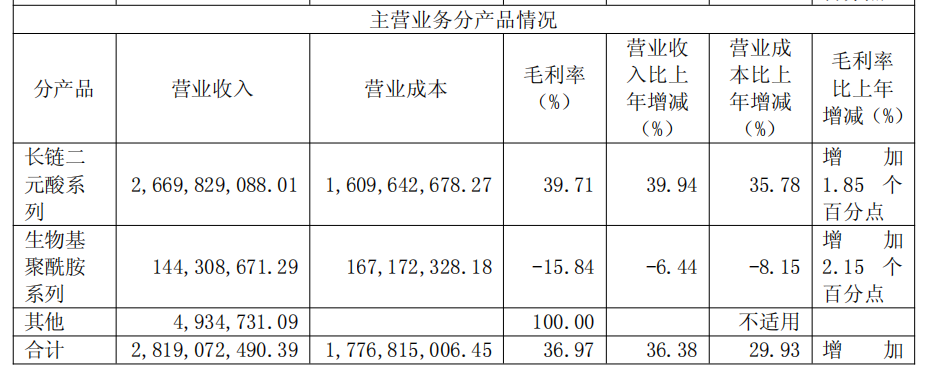 主营业务分产品情况
分产品 营业收入 营业成本 毛利率（%） 营业收入比上年增减（%） 营业成本比上年增减（%） 毛利率比上年增减（%）
长链二元酸系列 2,669,829,088.01 1,609,642,678.27 39.71 39.94 35.78 增加1.85个百分点
生物基聚酰胺系列 144,308,671.29 167,172,328.18 -15.84 -6.44 -8.15 增加2.15个百分点
其他 4,934,731.09 100.00 不适用
合计 2,819,072,490.39 1,776,815,006.45 36.97 36.38 29.93 增加